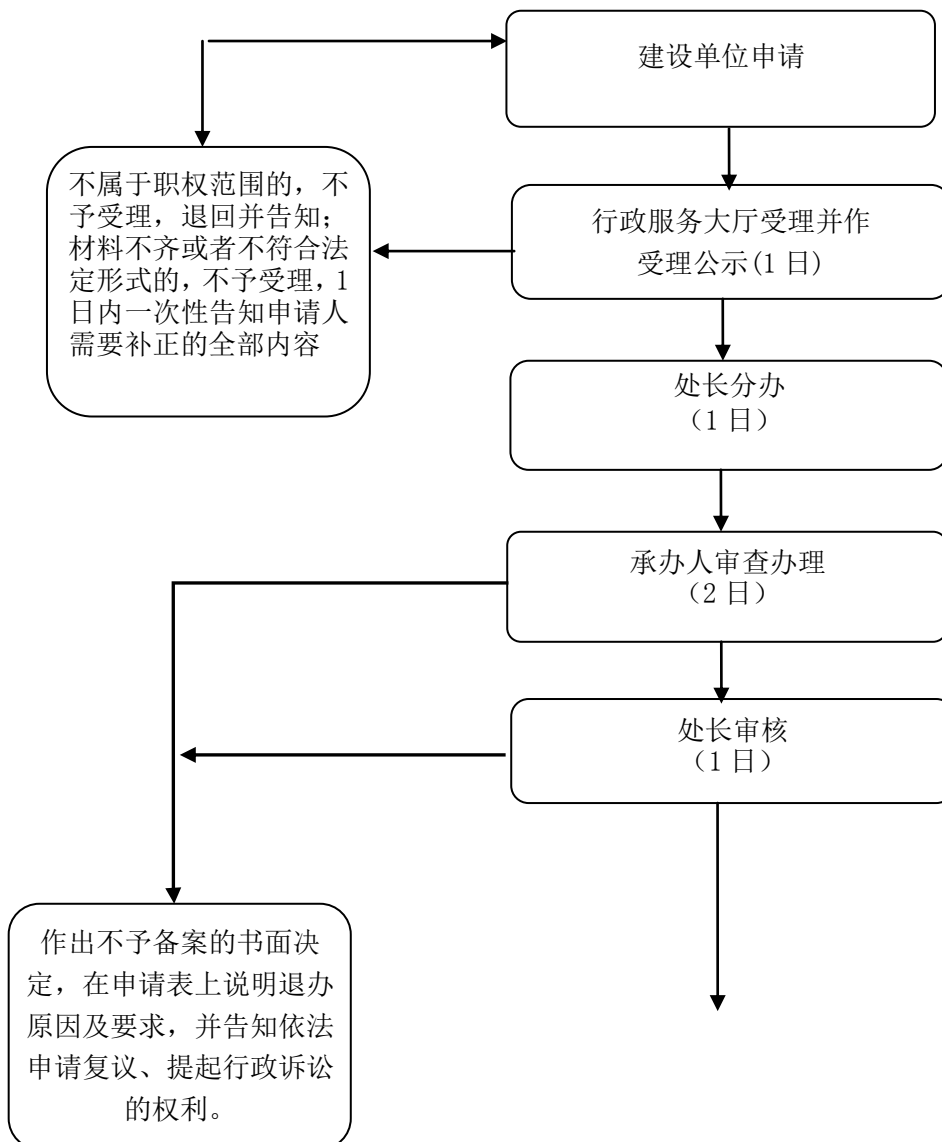 建设单位申请
不属于职权范围的，不
予受理，退回并告知；
材料不齐或者不符合法
定形式的，不予受理，1
日内一次性告知申请人
需要补正的全部内容
行政服务大厅受理并作
受理公示(1 日)
处长分办
（1 日）
承办人审查办理
（2 日）
处长审核
（1 日）
作出不予备案的书面决
定，在申请表上说明退办
原因及要求，并告知依法
申请复议、提起行政诉讼
的权利。